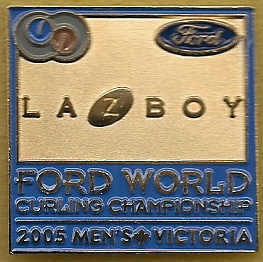 Ford
LA Z BOY
FORD WORLD
CURLING CHAMPIONSHIP
2005 MEN'S VICTORIA